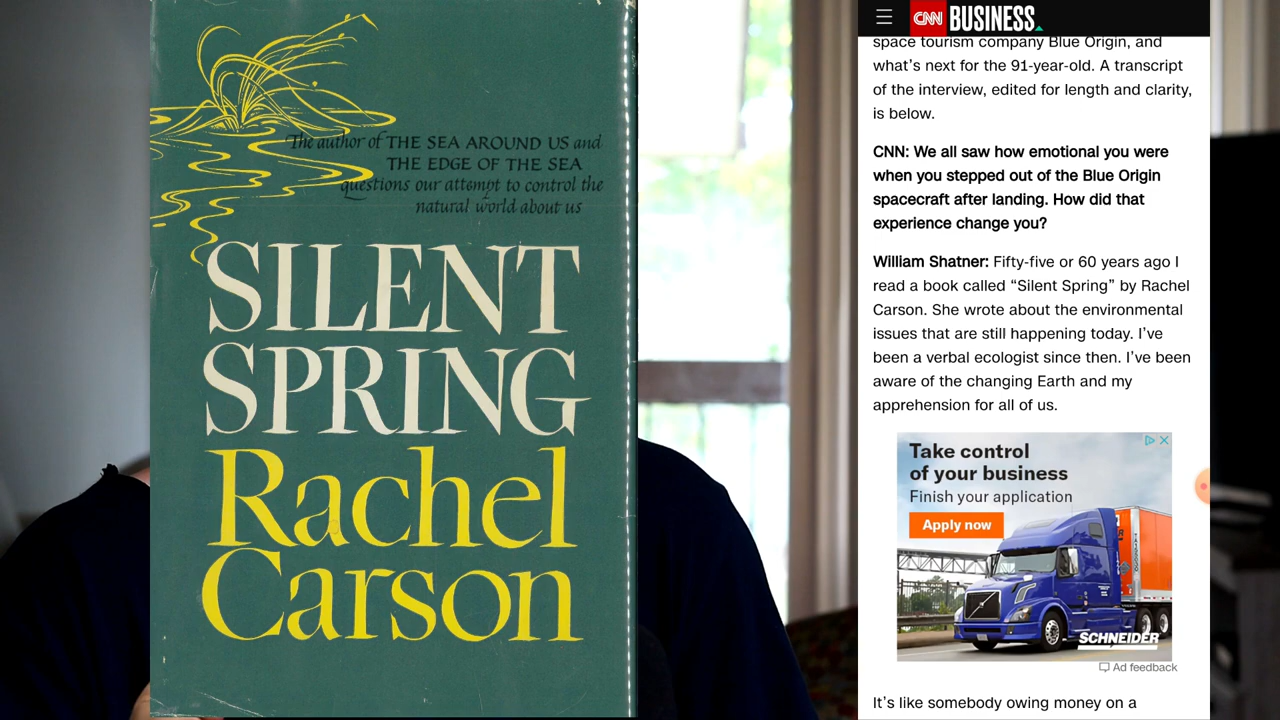 The author of THE SEA AROUND US and
THE EDGE OF THE SEA
questions our attempt to control the
natural world about us
SILENT
SPRING
Rachel
Carson
CNN BUSINESS
space tourism company Blue Origin, and
what’s next for the 91-year-old. A transcript
of the interview, edited for length and clarity,
is below.
CNN: We all saw how emotional you were
when you stepped out of the Blue Origin
spacecraft after landing. How did that
experience change you?
William Shatner: Fifty-five or 60 years ago I
read a book called “Silent Spring” by Rachel
Carson. She wrote about the environmental
issues that are still happening today. I’ve
been a verbal ecologist since then. I’ve been
aware of the changing Earth and my
apprehension for all of us.
Take control
of your business
Finish your application
Apply now
SCHNEIDER
Ad feedback
It’s like somebody owing money on a